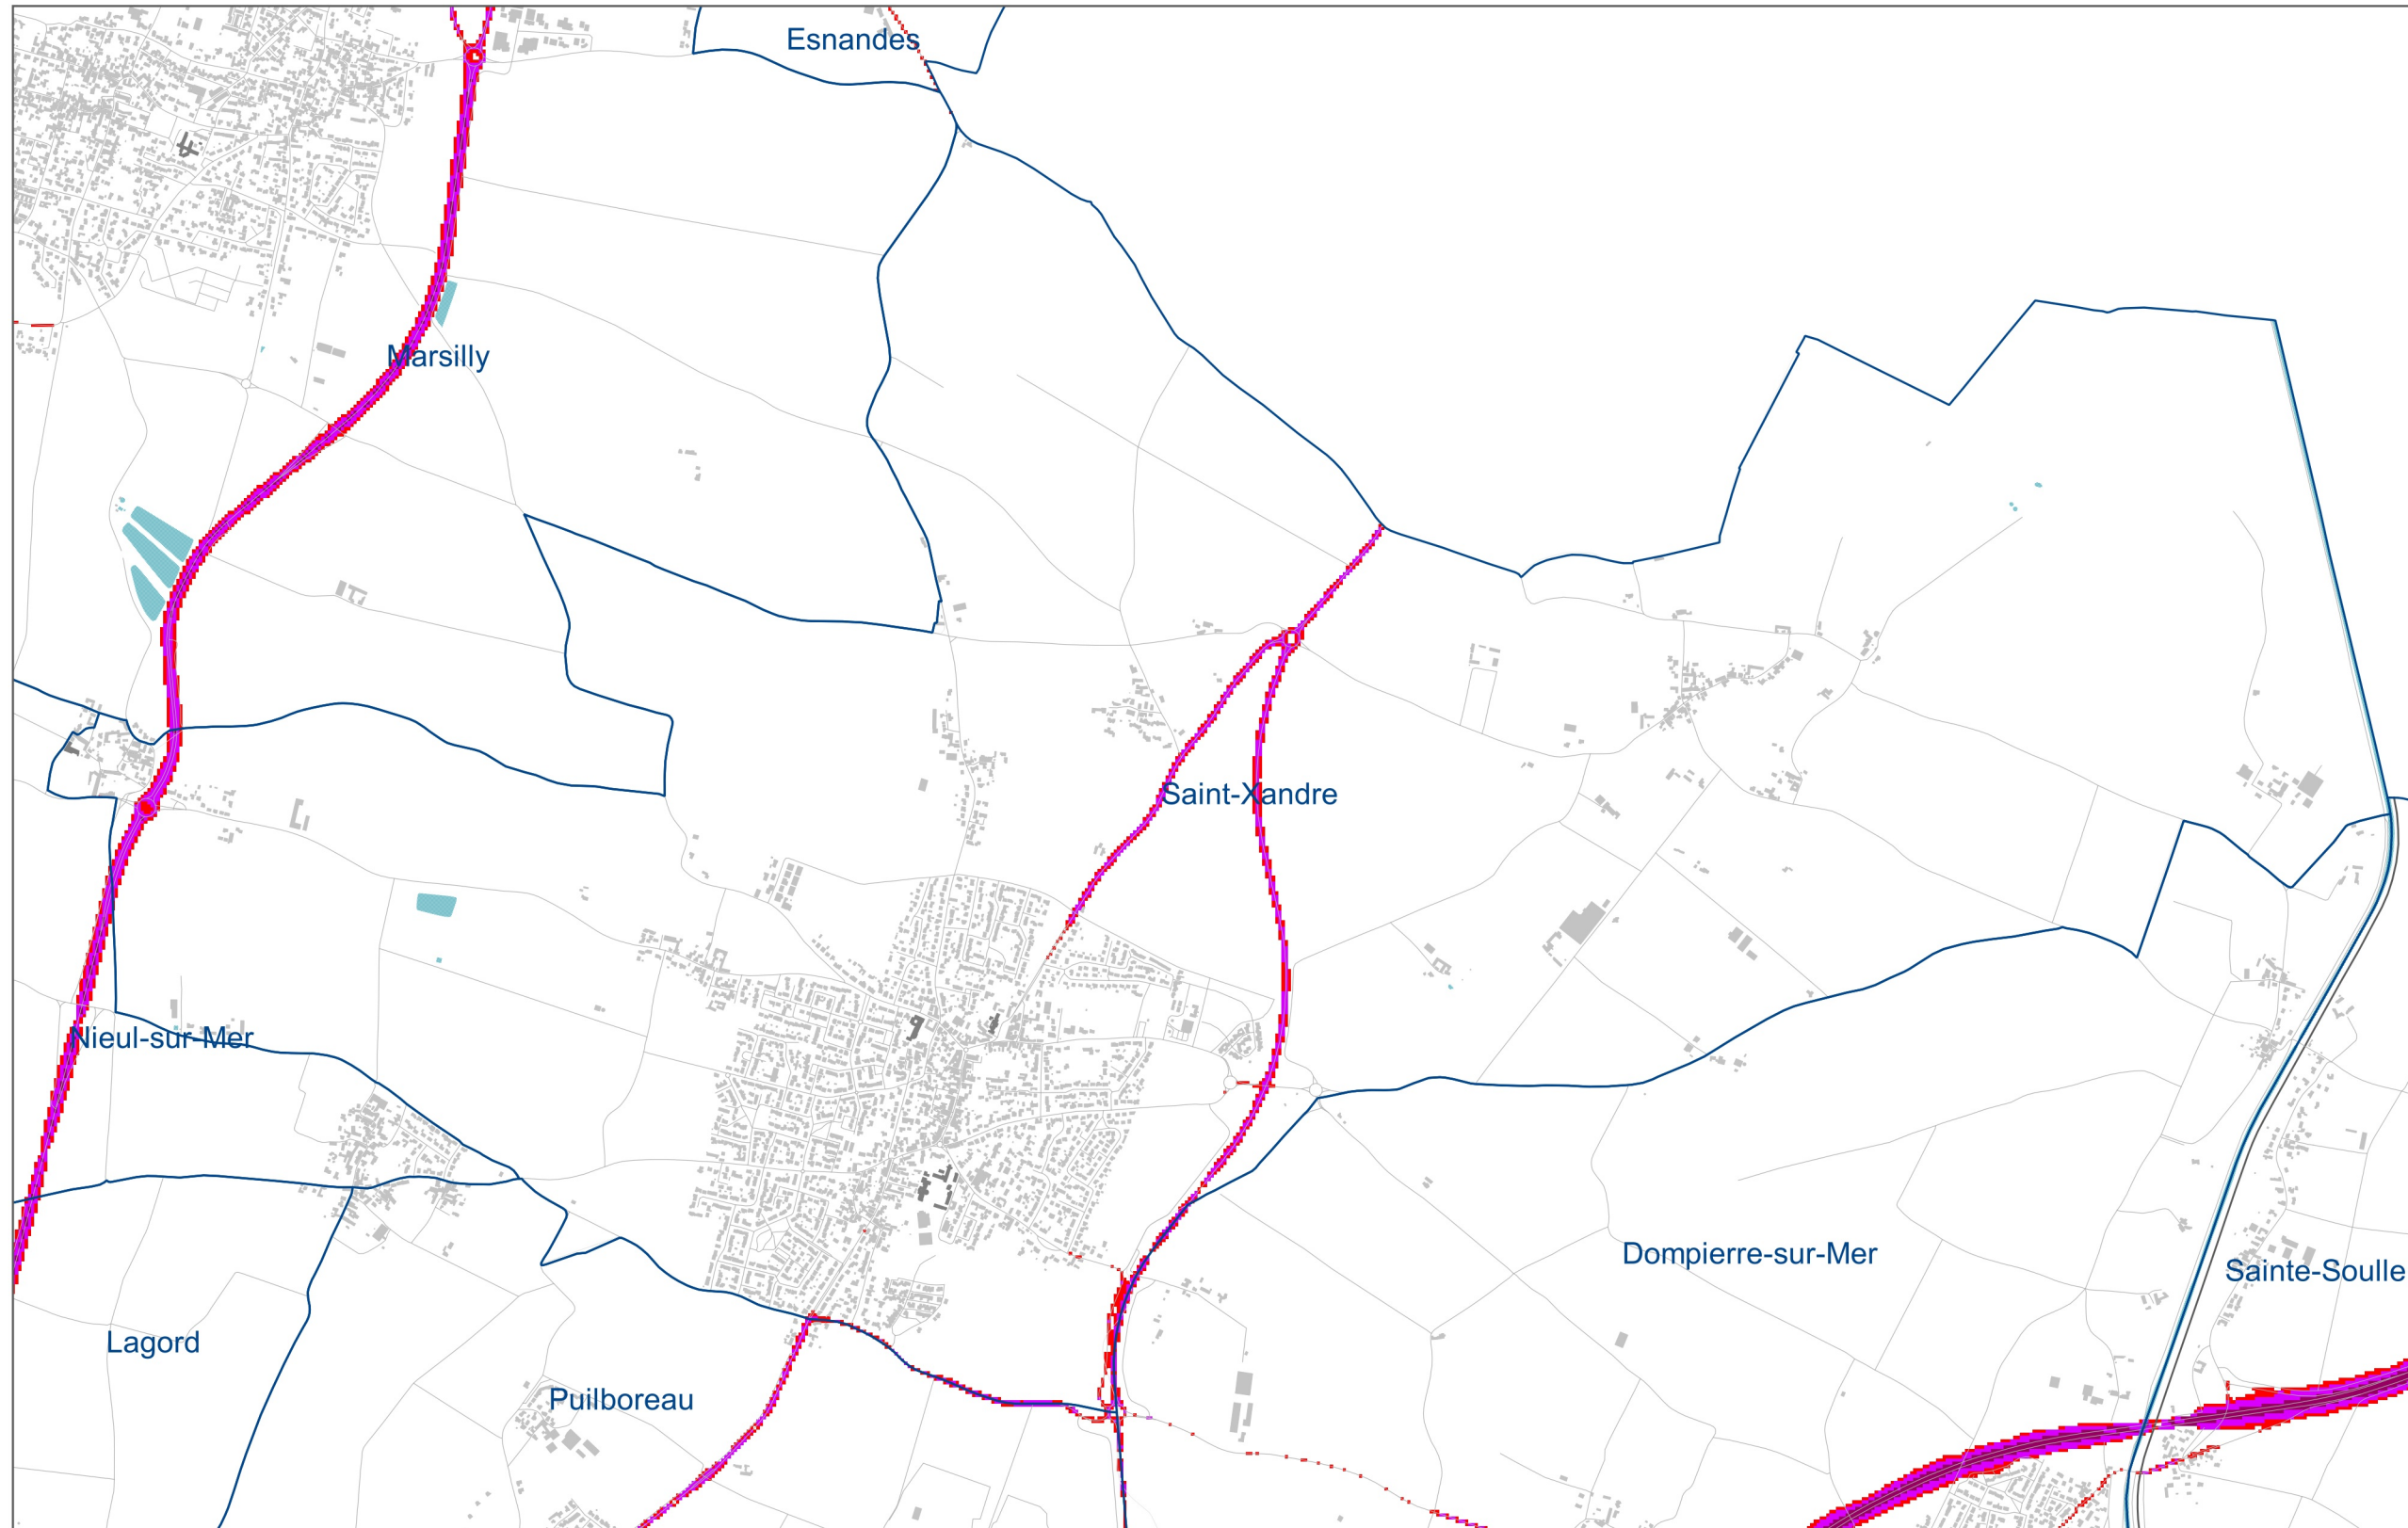 Esnandes
Marsilly
Saint-Xandre
Nieul-sur-Mer
Dompierre-sur-Mer
Sainte-Soulle
Lagord
Puilboreau